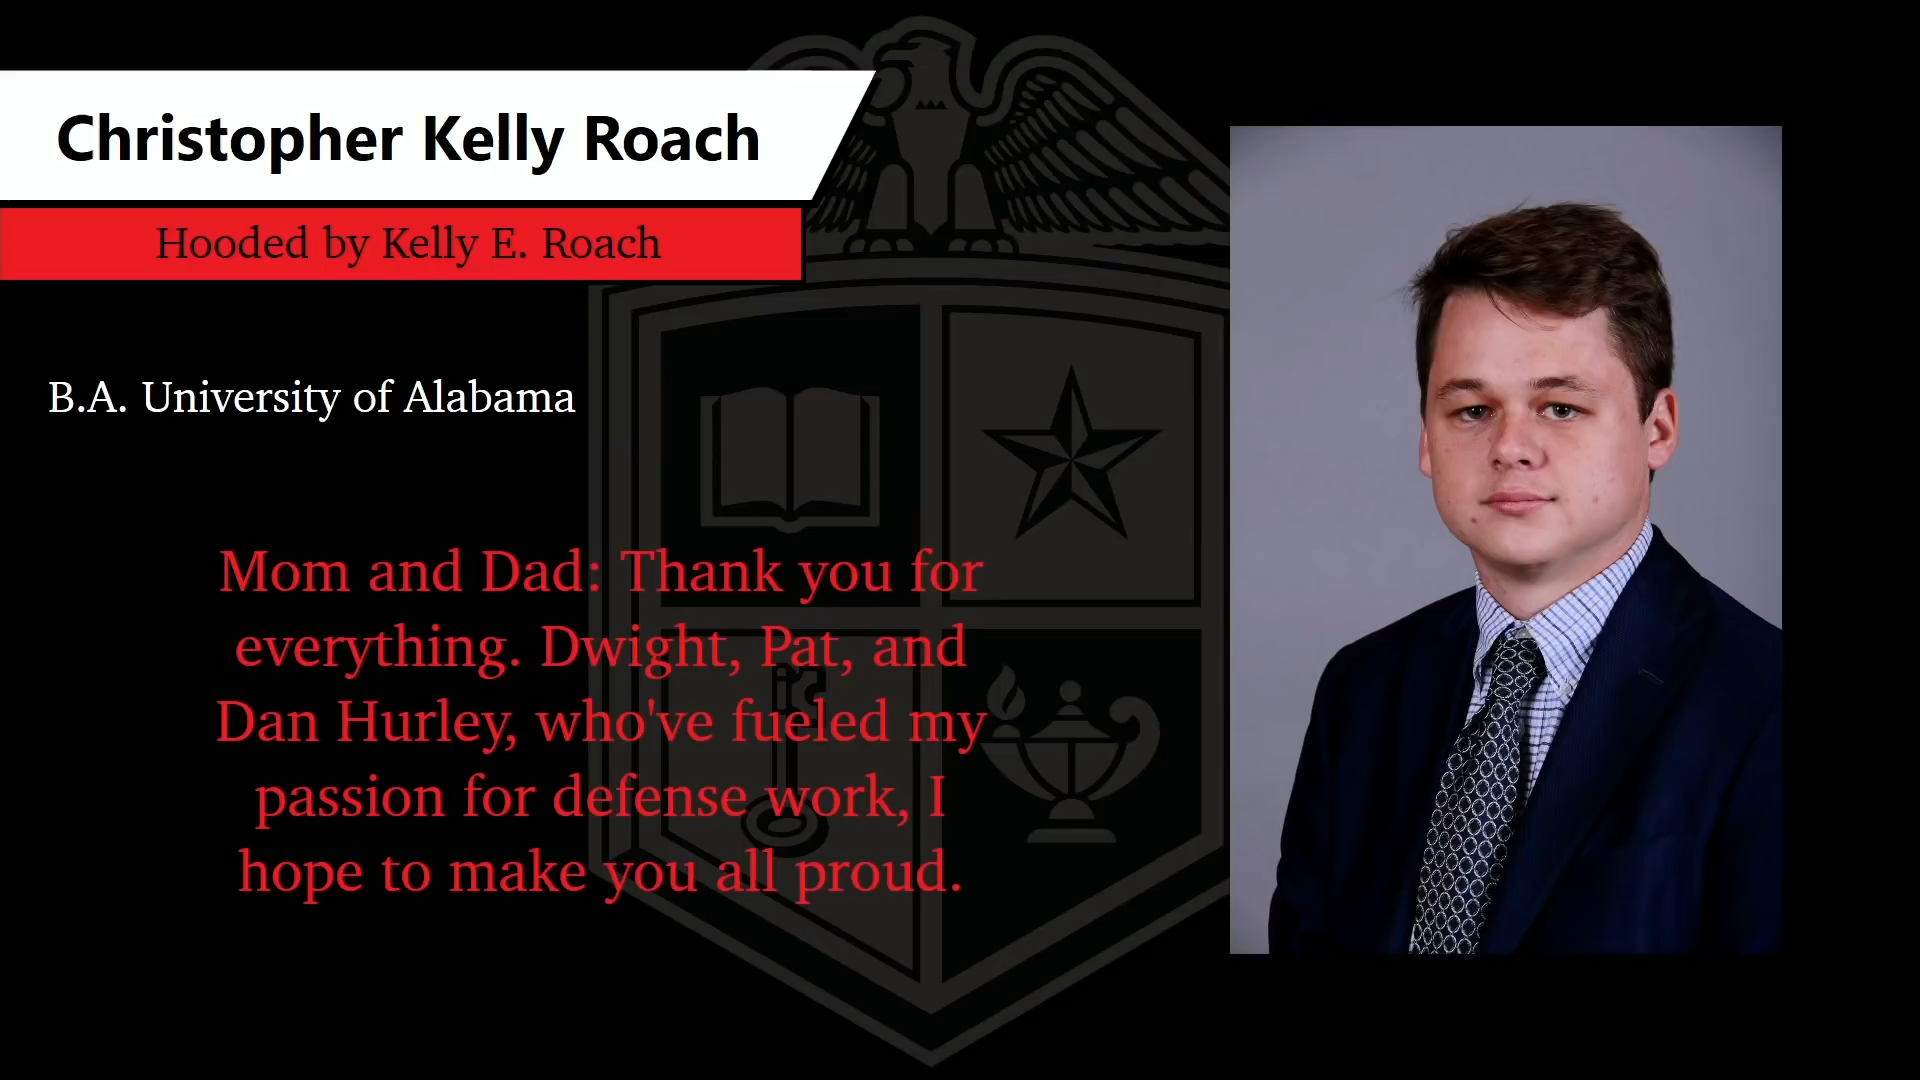 Christopher Kelly Roach
Hooded by Kelly E. Roach
B.A. University of Alabama
Mom and Dad: Thank you for
everything. Dwight, Pat, and
Dan Hurley, who've fueled my
passion for defense work, I
hope to make you all proud.